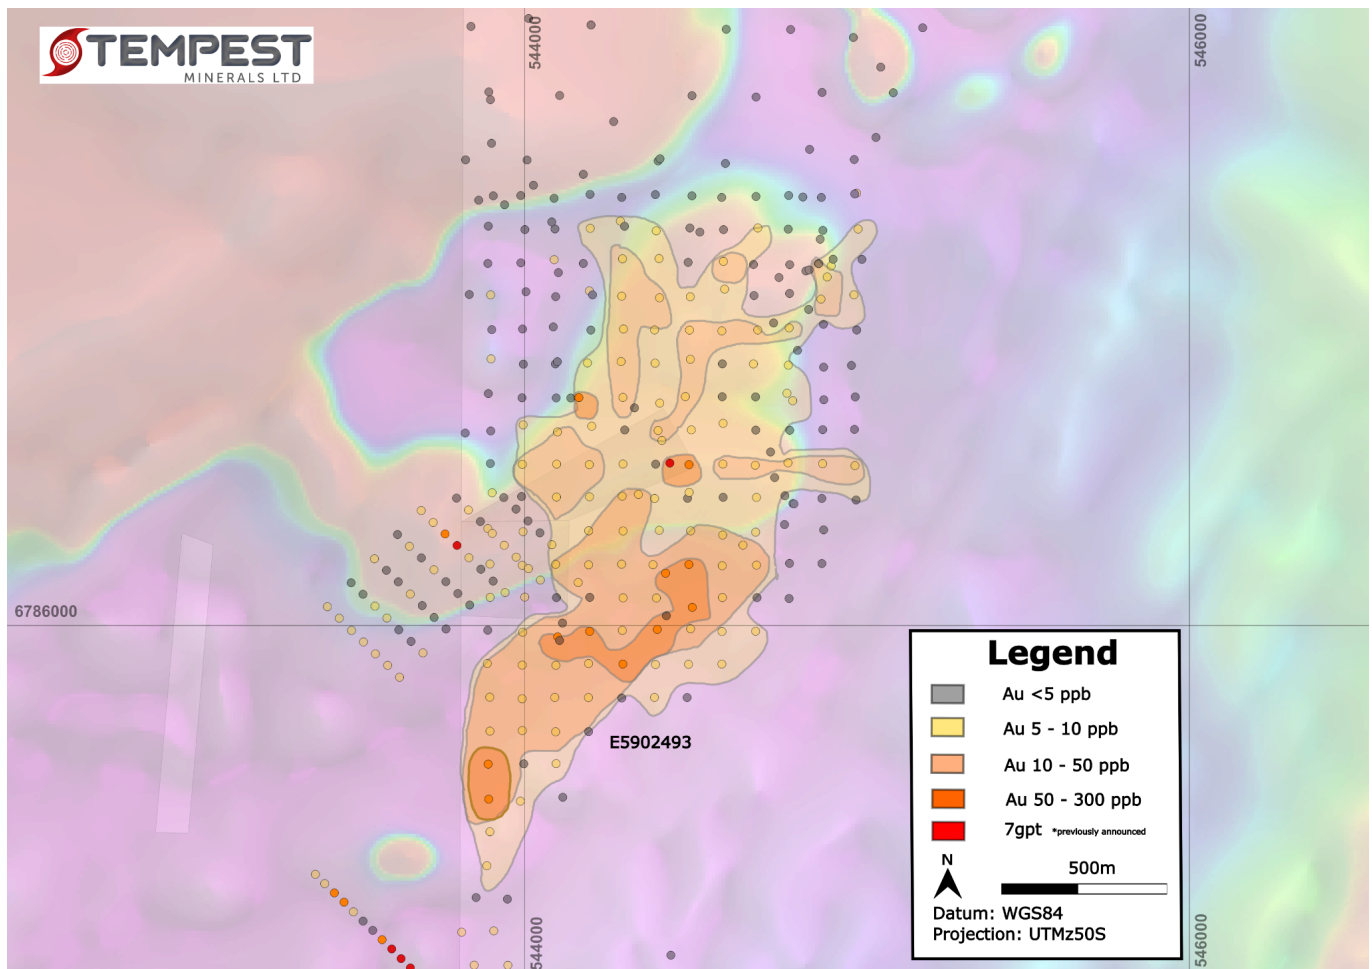 TEMPEST
MINERALS LTD
544000
546000
6786000
E5902493
Legend
Au <5 ppb
Au 5 - 10 ppb
Au 10 - 50 ppb
Au 50 - 300 ppb
7gpt *previously announced
N
500m
Datum: WGS84
Projection: UTMz50S
544000
546000